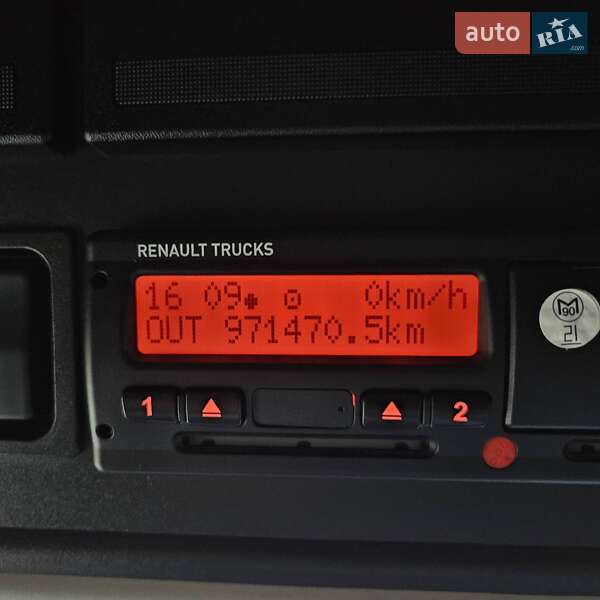 auto RIA .com
RENAULT TRUCKS
16 09 0km/h
OUT 971470.5km
1 2
M 90
21